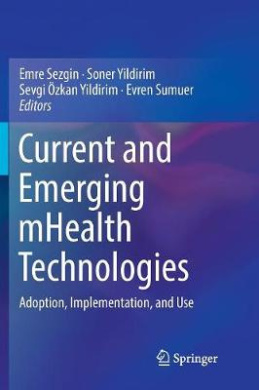 Emre Sezgin · Soner Yildirim
Sevgi Özkan Yildirim · Evren Sumuer
Editors
Current and
Emerging
mHealth
Technologies
Adoption, Implementation, and Use
Springer